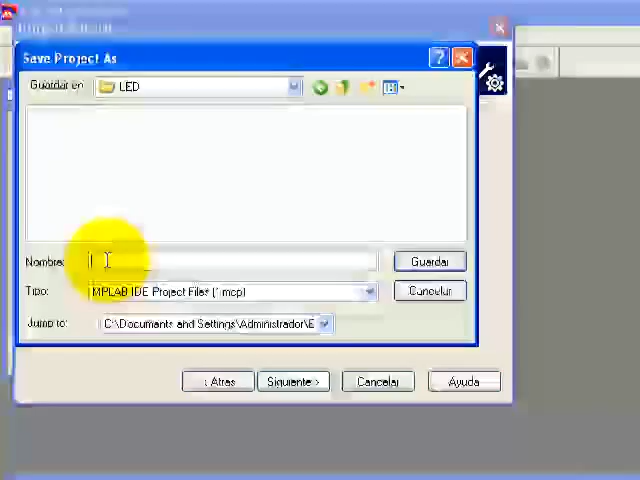 Save Project As
Guardar en:
LED
Nombre:
Tipo:
MPLAB IDE Project Files (*.mcp)
Jump to:
C:\Documents and Settings\Administrador\E
Guardar
Cancelar
< Atras
Siguiente >
Cancelar
Ayuda